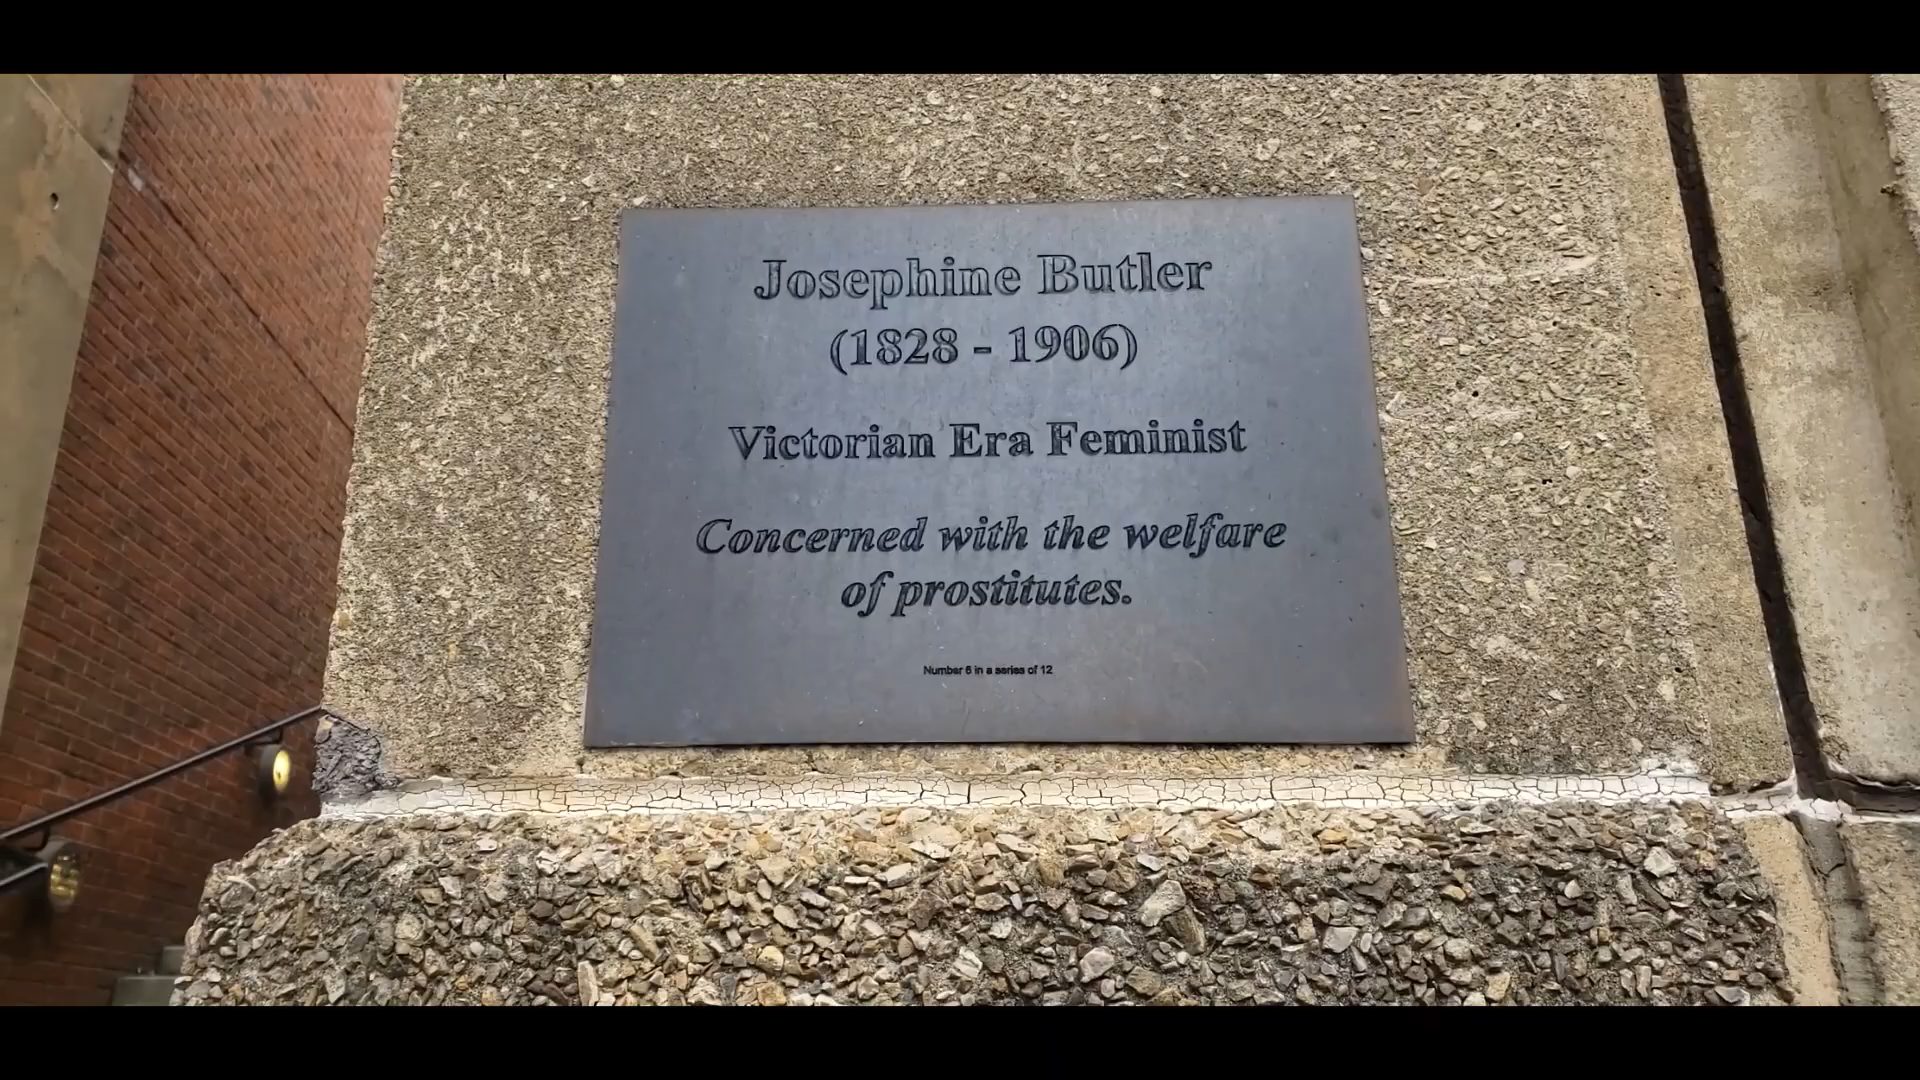 Josephine Butler
(1828 - 1906)
Victorian Era Feminist
Concerned with the welfare
of prostitutes.
Number 6 in a series of 12